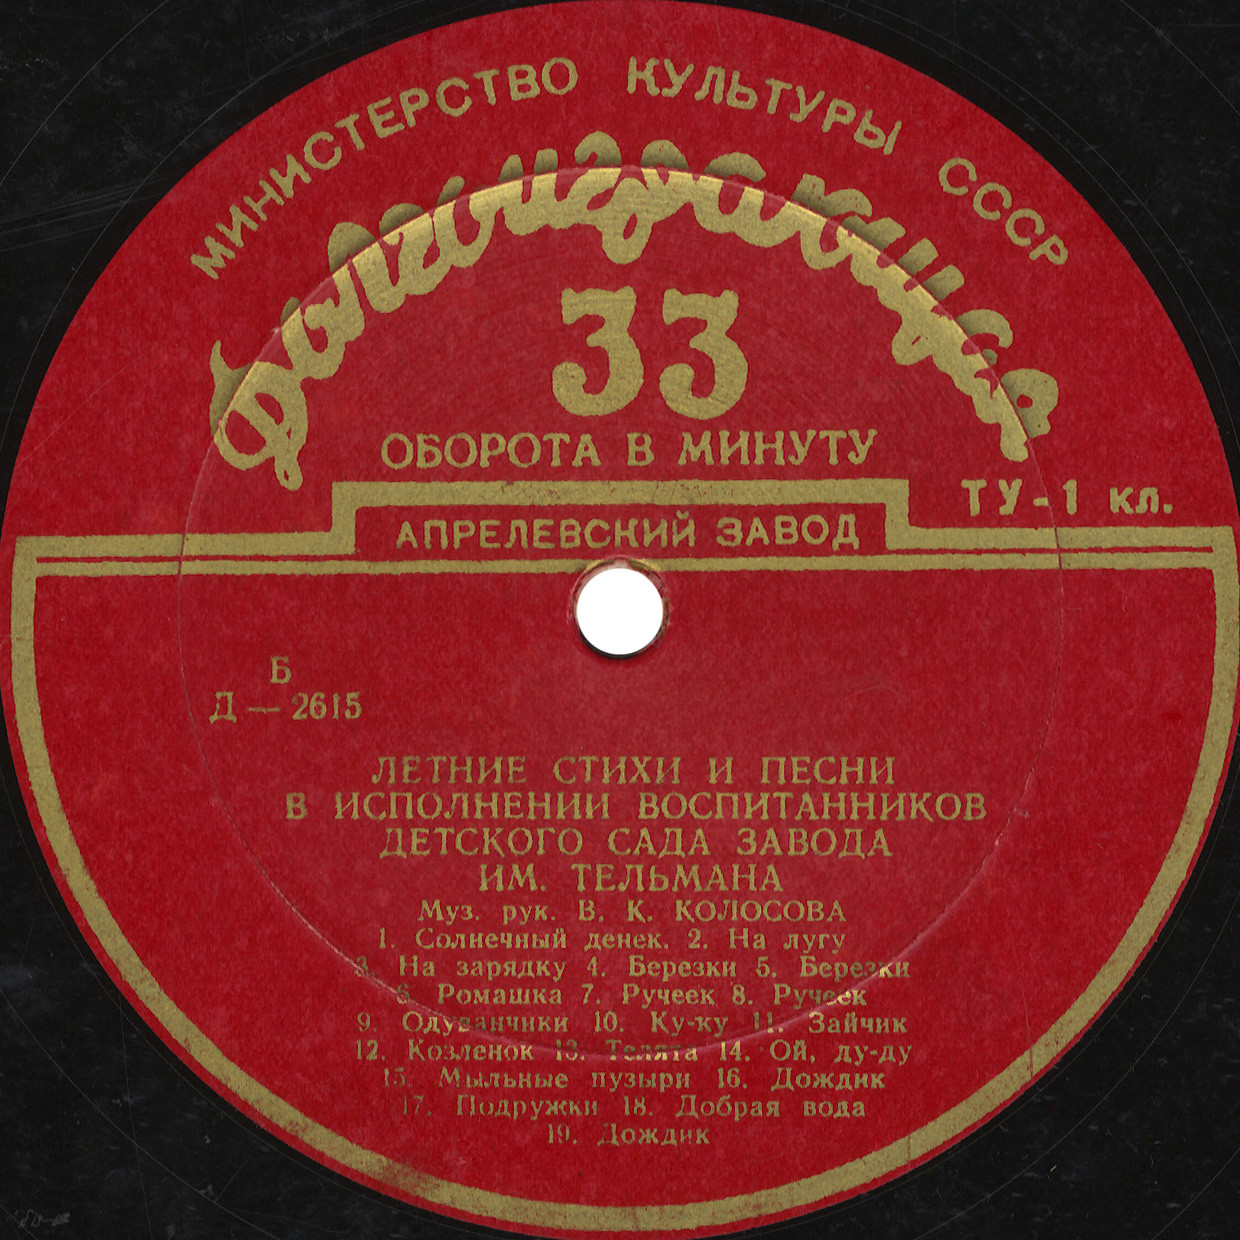 МИНИСТЕРСТВО КУЛЬТУРЫ СССР
Долгоиграющая
33
ОБОРОТА В МИНУТУ
ТУ-1 кл.
АПРЕЛЕВСКИЙ ЗАВОД
Б
Д — 2615
ЛЕТНИЕ СТИХИ И ПЕСНИ
В ИСПОЛНЕНИИ ВОСПИТАННИКОВ
ДЕТСКОГО САДА ЗАВОДА
ИМ. ТЕЛЬМАНА
Муз. рук. В. К. КОЛОСОВА
1. Солнечный денек. 2. На лугу
3. На зарядку 4. Березки 5. Березки
6. Ромашка 7. Ручеек 8. Ручеек
9. Одуванчики 10. Ку-ку 11. Зайчик
12. Козленок 13. Телята 14. Ой, ду-ду
15. Мыльные пузыри 16. Дождик
17. Подружки 18. Добрая вода
19. Дождик